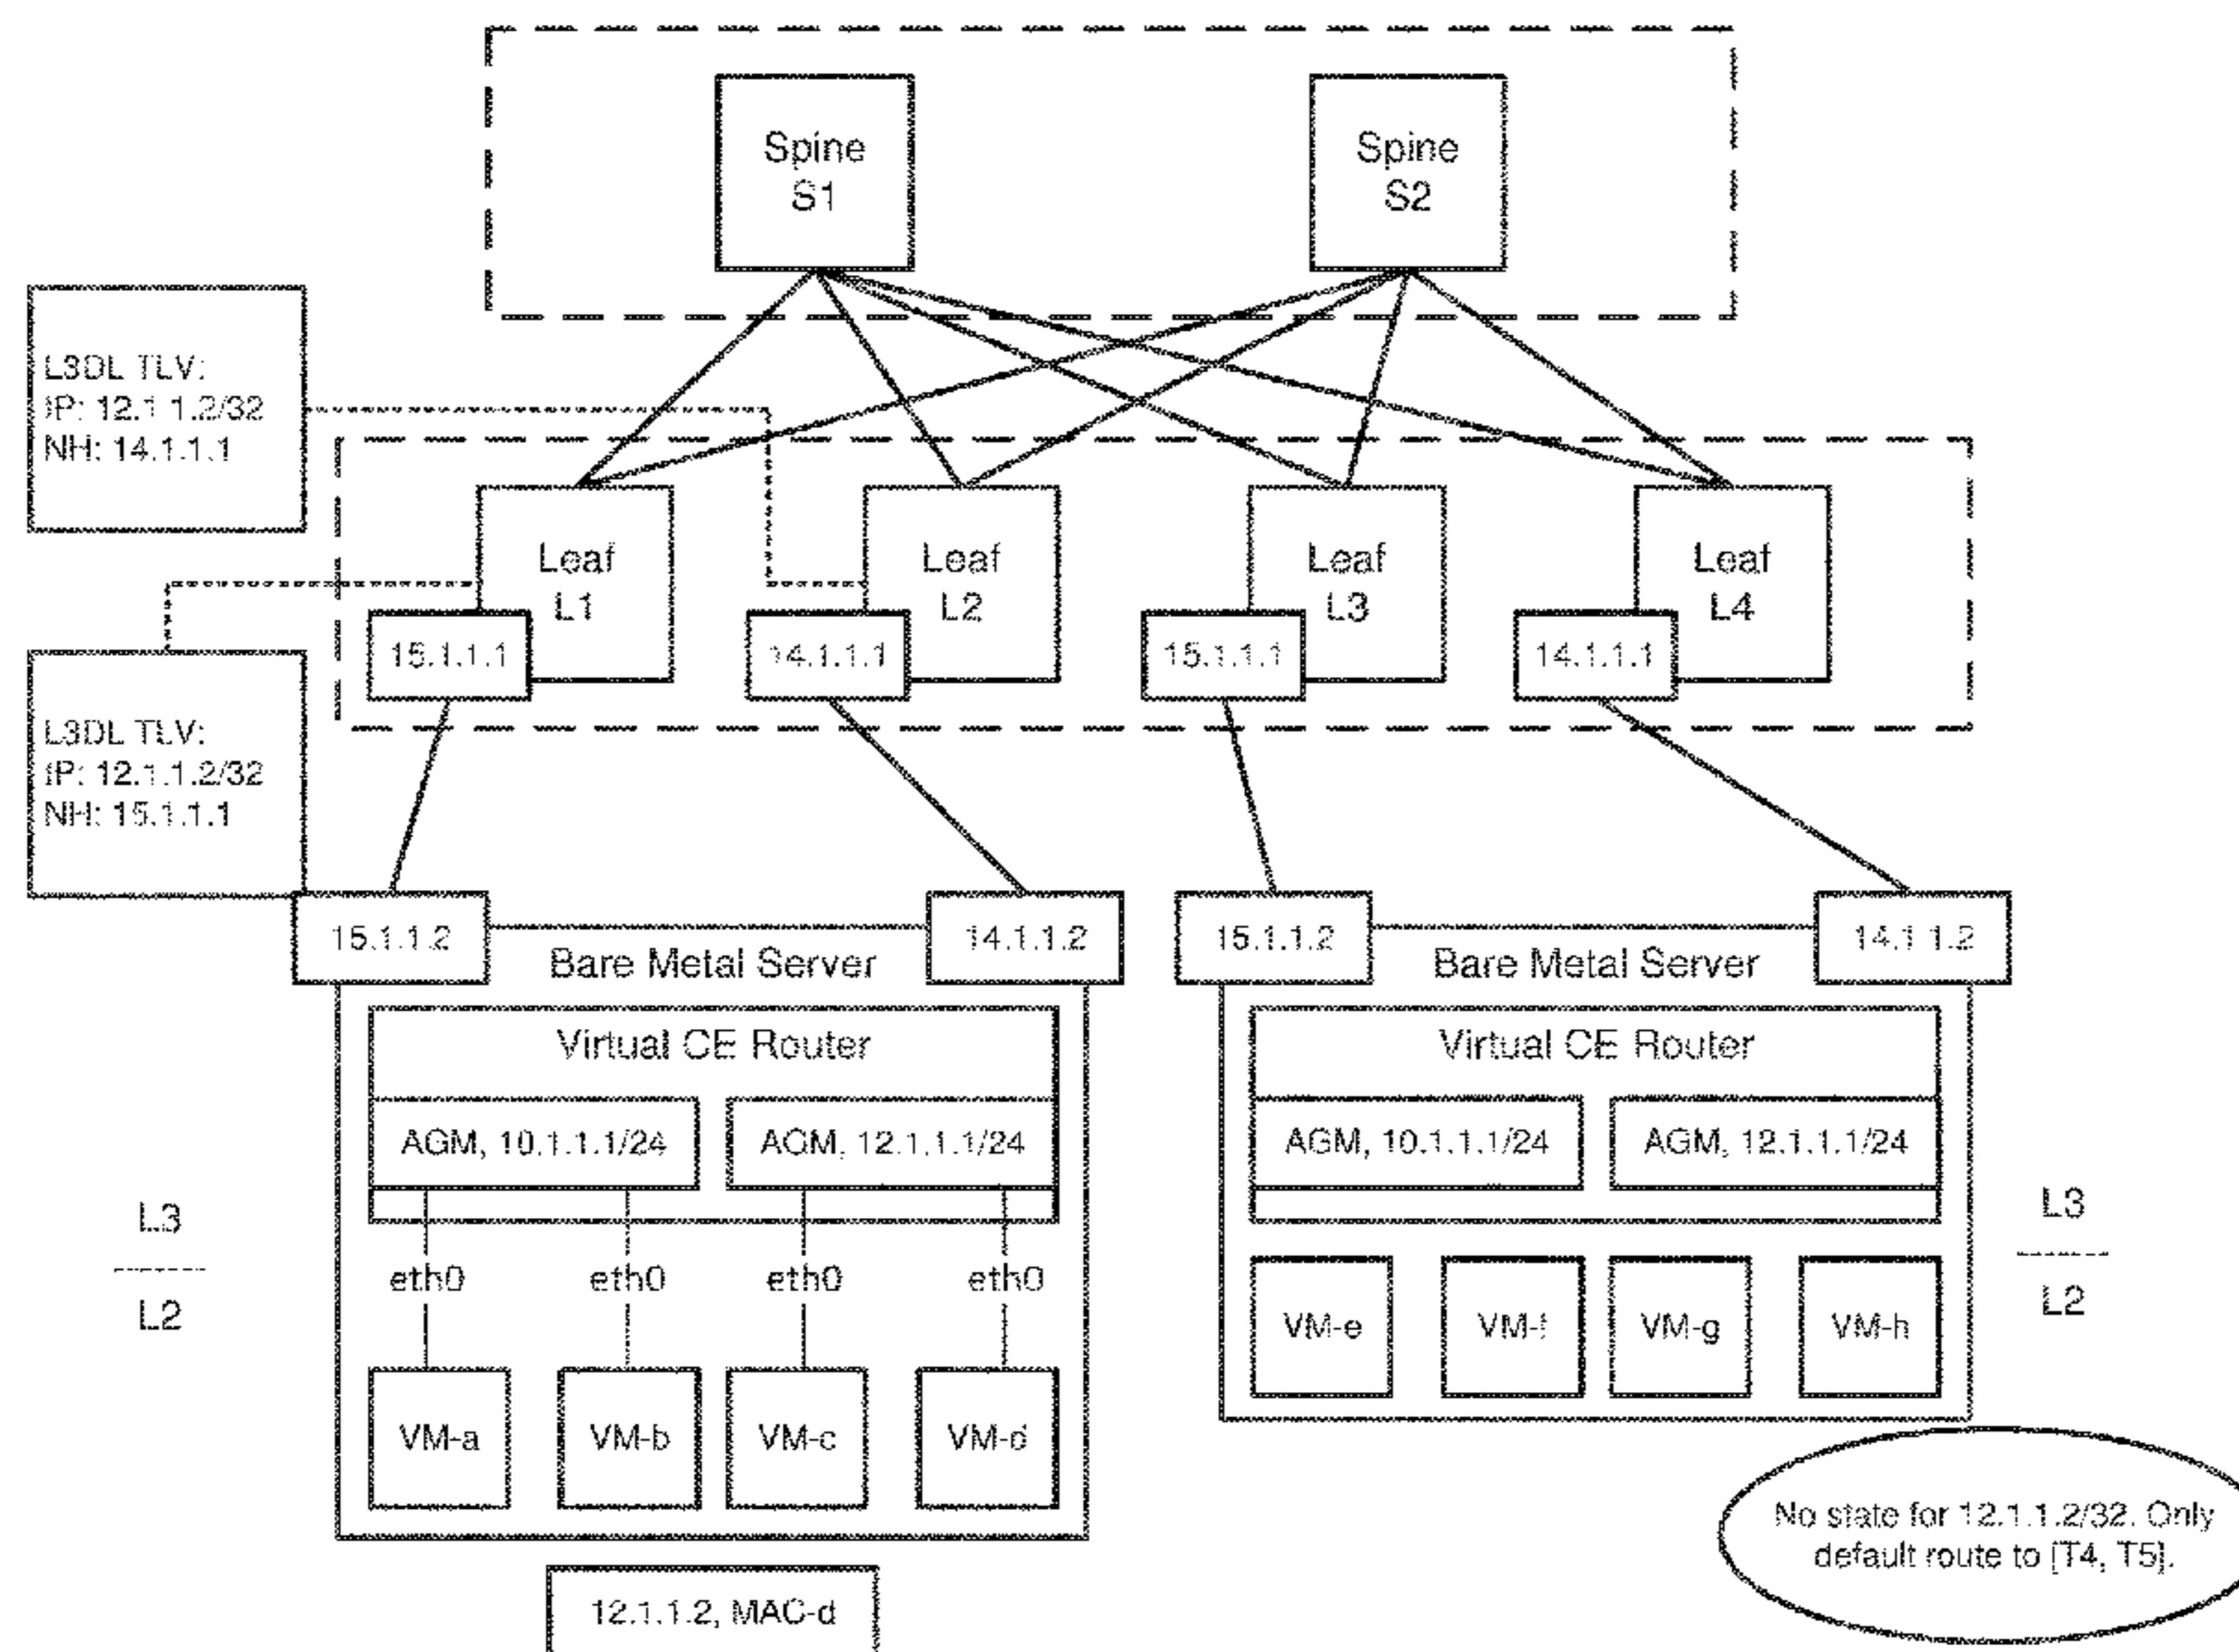 Spine
S1
Spine
S2
L3DL TLV:
IP: 12.1.1.2/32
NH: 14.1.1.1
Leaf
L1
15.1.1.1
Leaf
L2
14.1.1.1
Leaf
L3
15.1.1.1
Leaf
L4
14.1.1.1
L3DL TLV:
IP: 12.1.1.2/32
NH: 15.1.1.1
15.1.1.2
Bare Metal Server
14.1.1.2
Virtual CE Router
AGM, 10.1.1.1/24
AGM, 12.1.1.1/24
L3
L2
eth0
eth0
eth0
eth0
VM-a
VM-b
VM-c
VM-d
12.1.1.2, MAC-d
15.1.1.2
Bare Metal Server
14.1.1.2
Virtual CE Router
AGM, 10.1.1.1/24
AGM, 12.1.1.1/24
VM-e
VM-f
VM-g
VM-h
L3
L2
No state for 12.1.1.2/32. Only
default route to [T4, T5].